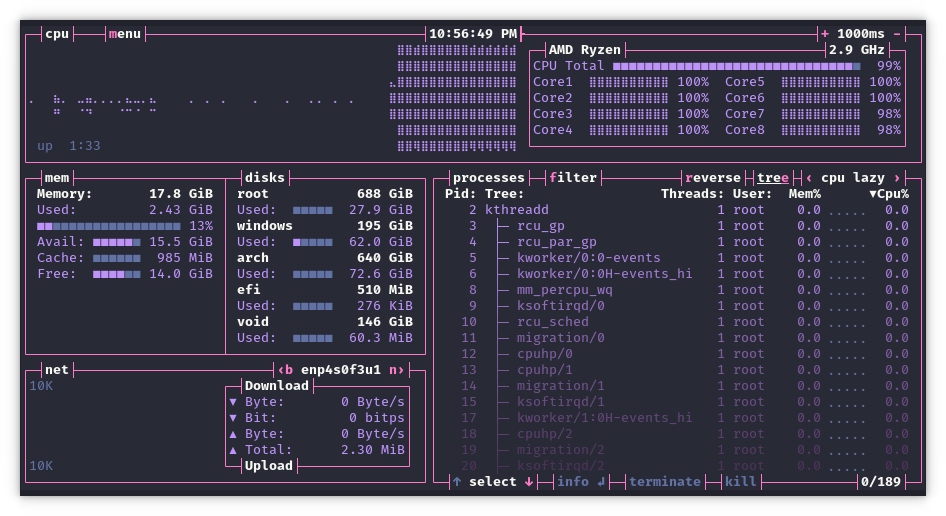 cpu menu 10:56:49 PM + 1000ms -
AMD Ryzen 2.9 GHz
CPU Total 99%
Core1 100% Core5 100%
Core2 100% Core6 100%
Core3 100% Core7 98%
Core4 100% Core8 98%
up 1:33
mem
Memory: 17.8 GiB
Used: 2.43 GiB
13%
Avail: 15.5 GiB
Cache: 985 MiB
Free: 14.0 GiB
disks
root 688 GiB
Used: 27.9 GiB
windows 195 GiB
Used: 62.0 GiB
arch 640 GiB
Used: 72.6 GiB
efi 510 MiB
Used: 276 KiB
void 146 GiB
Used: 60.3 MiB
net ‹b enp4s0f3u1 n›
10K
Download
▼ Byte: 0 Byte/s
▼ Bit: 0 bitps
▲ Byte: 0 Byte/s
▲ Total: 2.30 MiB
10K
Upload
processes filter reverse tree ‹ cpu lazy ›
Pid: Tree: Threads: User: Mem% ▼Cpu%
2 kthreadd 1 root 0.0 ..... 0.0
3 ├─ rcu_gp 1 root 0.0 ..... 0.0
4 ├─ rcu_par_gp 1 root 0.0 ..... 0.0
5 ├─ kworker/0:0-events 1 root 0.0 ..... 0.0
6 ├─ kworker/0:0H-events_hi 1 root 0.0 ..... 0.0
8 ├─ mm_percpu_wq 1 root 0.0 ..... 0.0
9 ├─ ksoftirqd/0 1 root 0.0 ..... 0.0
10 ├─ rcu_sched 1 root 0.0 ..... 0.0
11 ├─ migration/0 1 root 0.0 ..... 0.0
12 ├─ cpuhp/0 1 root 0.0 ..... 0.0
13 ├─ cpuhp/1 1 root 0.0 ..... 0.0
14 ├─ migration/1 1 root 0.0 ..... 0.0
15 ├─ ksoftirqd/1 1 root 0.0 ..... 0.0
17 ├─ kworker/1:0H-events_hi 1 root 0.0 ..... 0.0
18 ├─ cpuhp/2 1 root 0.0 ..... 0.0
19 ├─ migration/2 1 root 0.0 ..... 0.0
20 ├─ ksoftirqd/2 1 root 0.0 ..... 0.0
↑ select ↓ info ↲ terminate kill 0/189